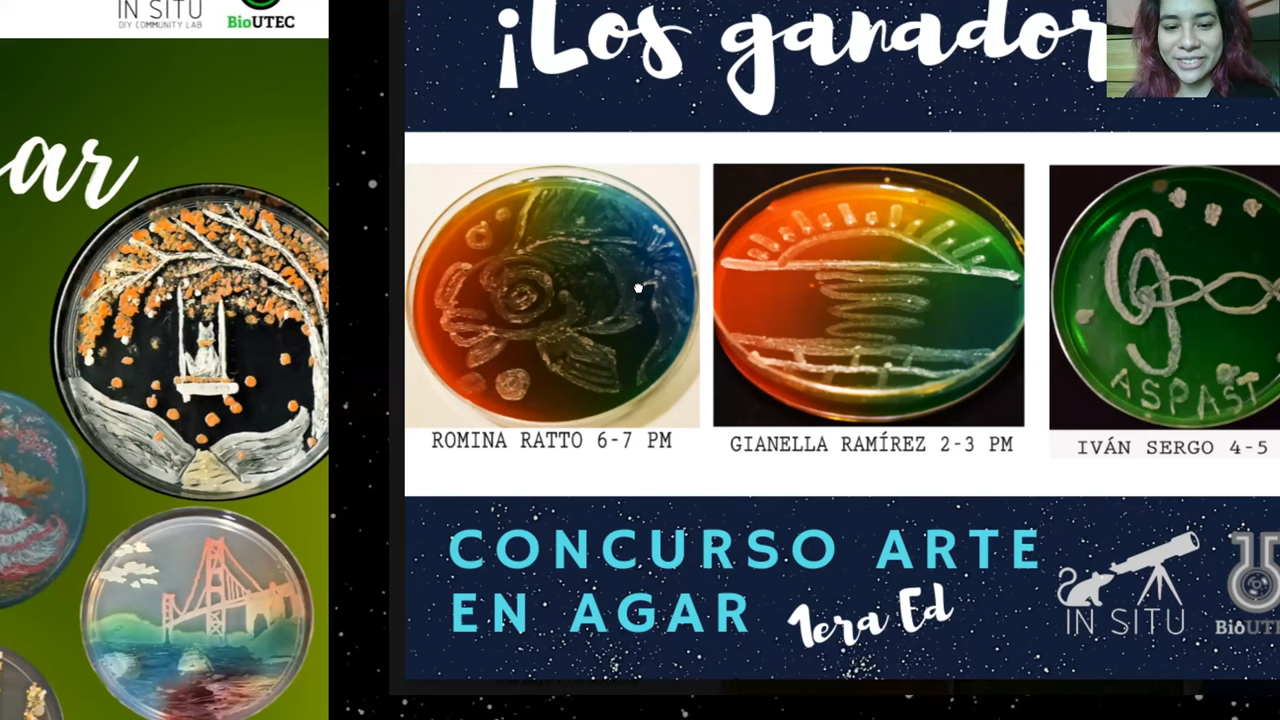 IN SITU
DIY COMMUNITY LAB
BioUTEC
ar
¡Los ganador
ROMINA RATTO 6-7 PM
GIANELLA RAMÍREZ 2-3 PM
IVÁN SERGO 4-5
ASPAST
CONCURSO ARTE
EN AGAR 1era Ed
IN SITU
BioUTE